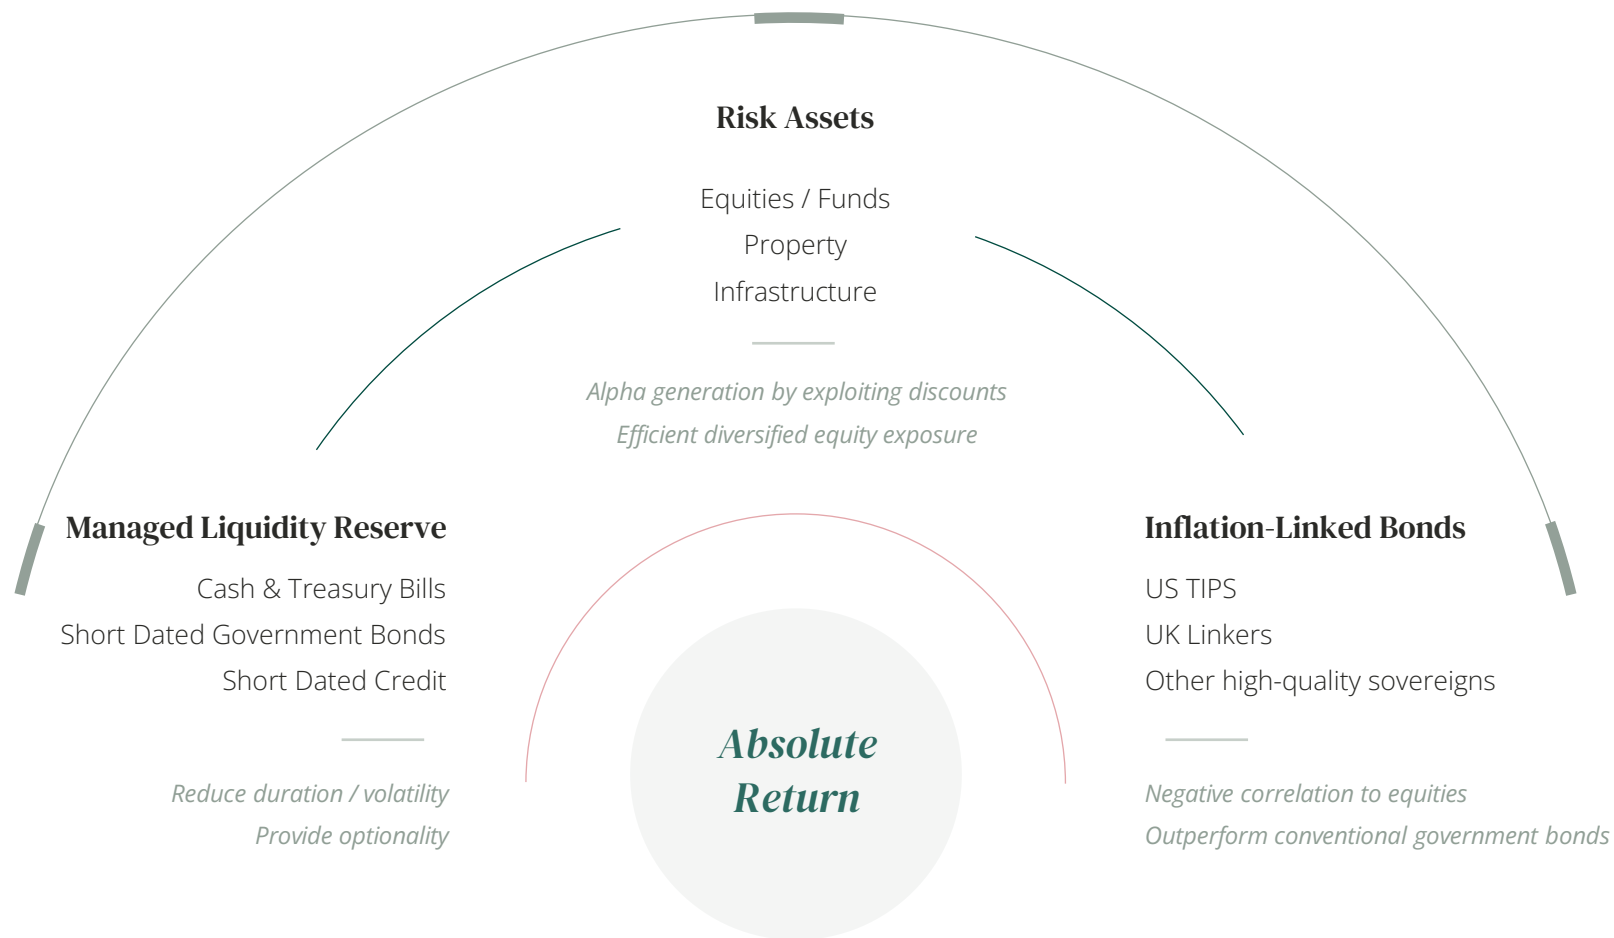 Risk Assets
Equities / Funds
Property
Infrastructure
Alpha generation by exploiting discounts
Efficient diversified equity exposure
Managed Liquidity Reserve
Cash & Treasury Bills
Short Dated Government Bonds
Short Dated Credit
Reduce duration / volatility
Provide optionality
Absolute
Return
Inflation-Linked Bonds
US TIPS
UK Linkers
Other high-quality sovereigns
Negative correlation to equities
Outperform conventional government bonds